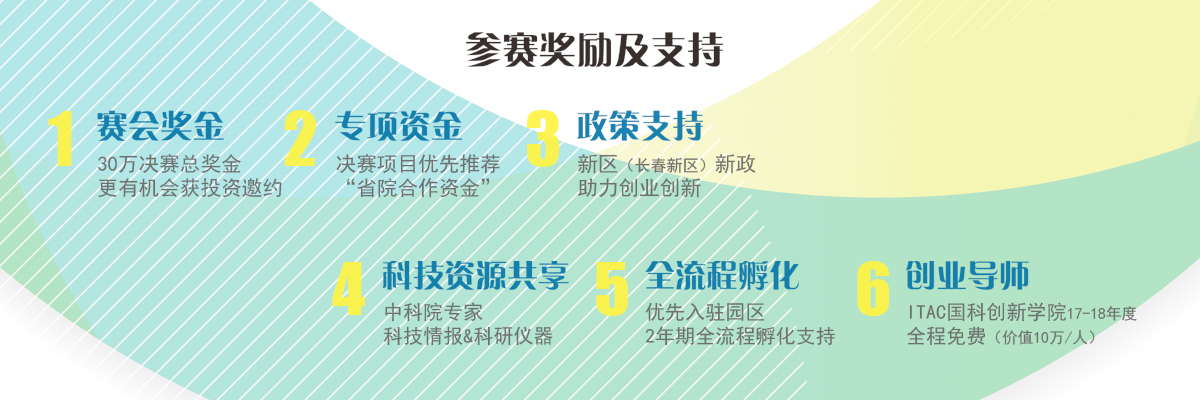 参赛奖励及支持
1 赛会奖金
30万决赛总奖金
更有机会获投资邀约
2 专项资金
决赛项目优先推荐
“省院合作资金”
3 政策支持
新区（长春新区）新政
助力创业创新
4 科技资源共享
中科院专家
科技情报&科研仪器
5 全流程孵化
优先入驻园区
2年期全流程孵化支持
6 创业导师
ITAC国科创新学院17-18年度
全程免费（价值10万/人）